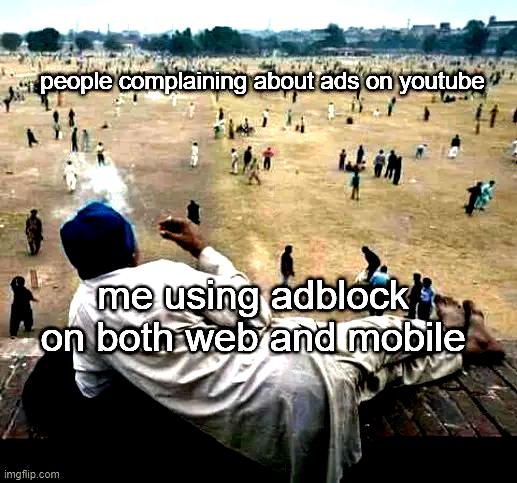 people complaining about ads on youtube
me using adblock
on both web and mobile
imgflip.com